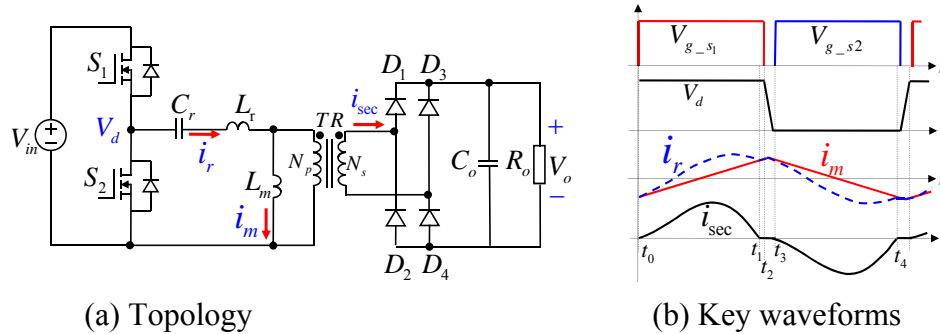 S1
S2
Vin
Vd
Cr
Lr
ir
Lm
im
TR
Np
Ns
isec
D1
D3
D2
D4
Co
Ro
+
Vo
−
(a) Topology
Vg_s1
Vg_s2
t
Vd
ir
im
isec
t0
t1
t2
t3
t4
(b) Key waveforms